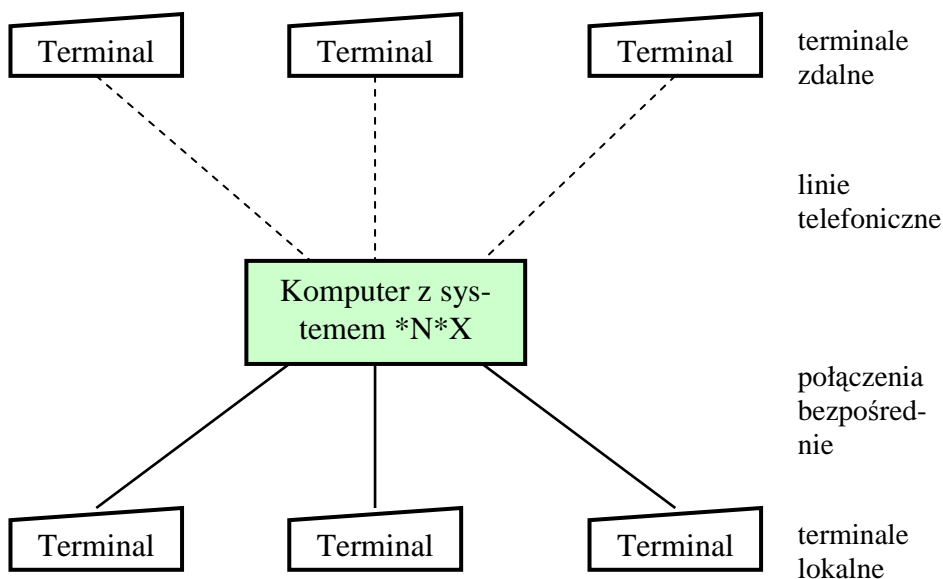 Terminal
Terminal
Terminal
terminale
zdalne
linie
telefoniczne
Komputer z sys-
temem *N*X
połączenia
bezpośred-
nie
Terminal
Terminal
Terminal
terminale
lokalne